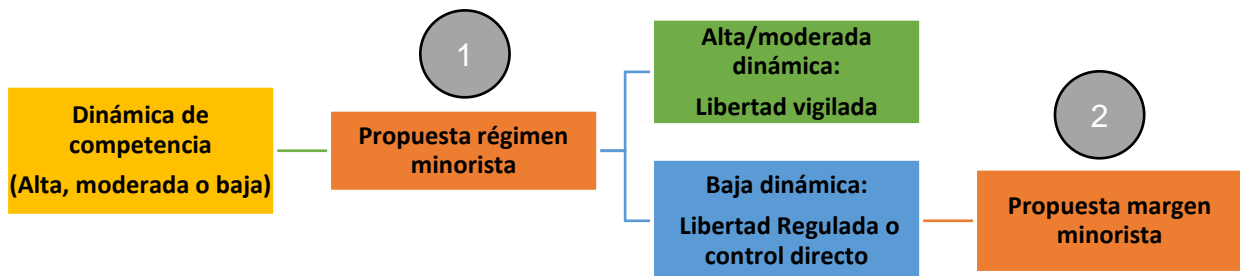 Dinámica de
competencia
(Alta, moderada o baja)
1
Propuesta régimen
minorista
Alta/moderada
dinámica:
Libertad vigilada
Baja dinámica:
Libertad Regulada o
control directo
2
Propuesta margen
minorista